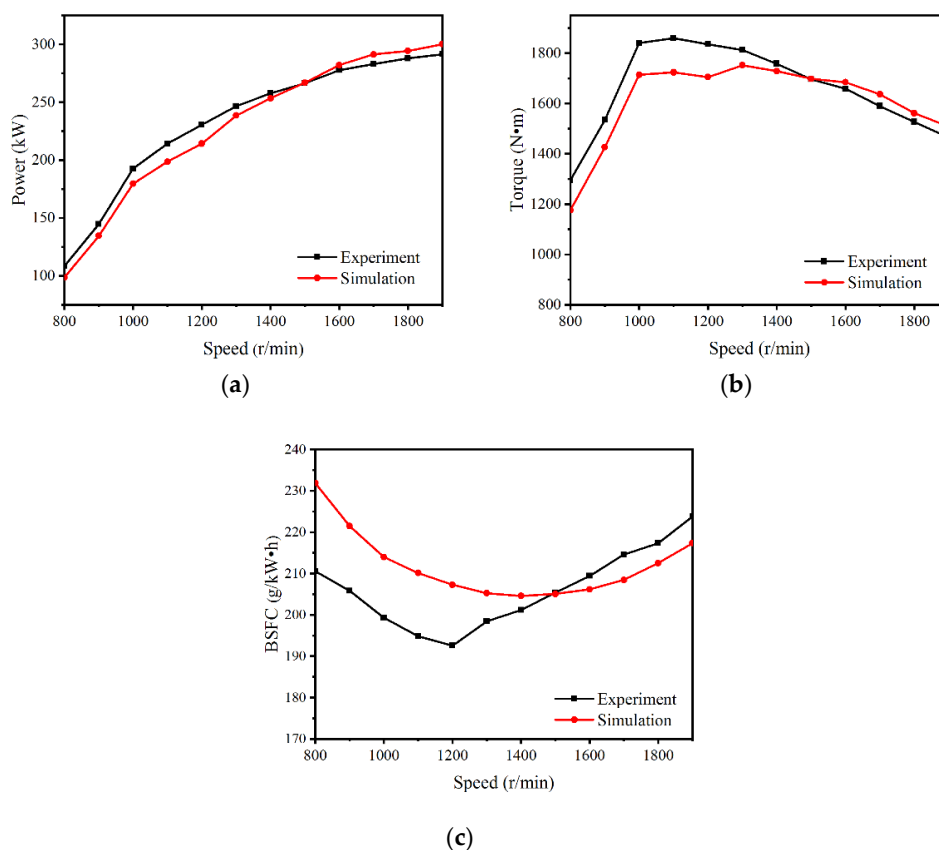 300
250
200
150
100
Power (kW)
Experiment
Simulation
800 1000 1200 1400 1600 1800
Speed (r/min)
(a)
1800
1600
1400
1200
1000
800
Torque (N•m)
Experiment
Simulation
800 1000 1200 1400 1600 1800
Speed (r/min)
(b)
240
230
220
210
200
190
180
170
BSFC (g/kW•h)
Experiment
Simulation
800 1000 1200 1400 1600 1800
Speed (r/min)
(c)